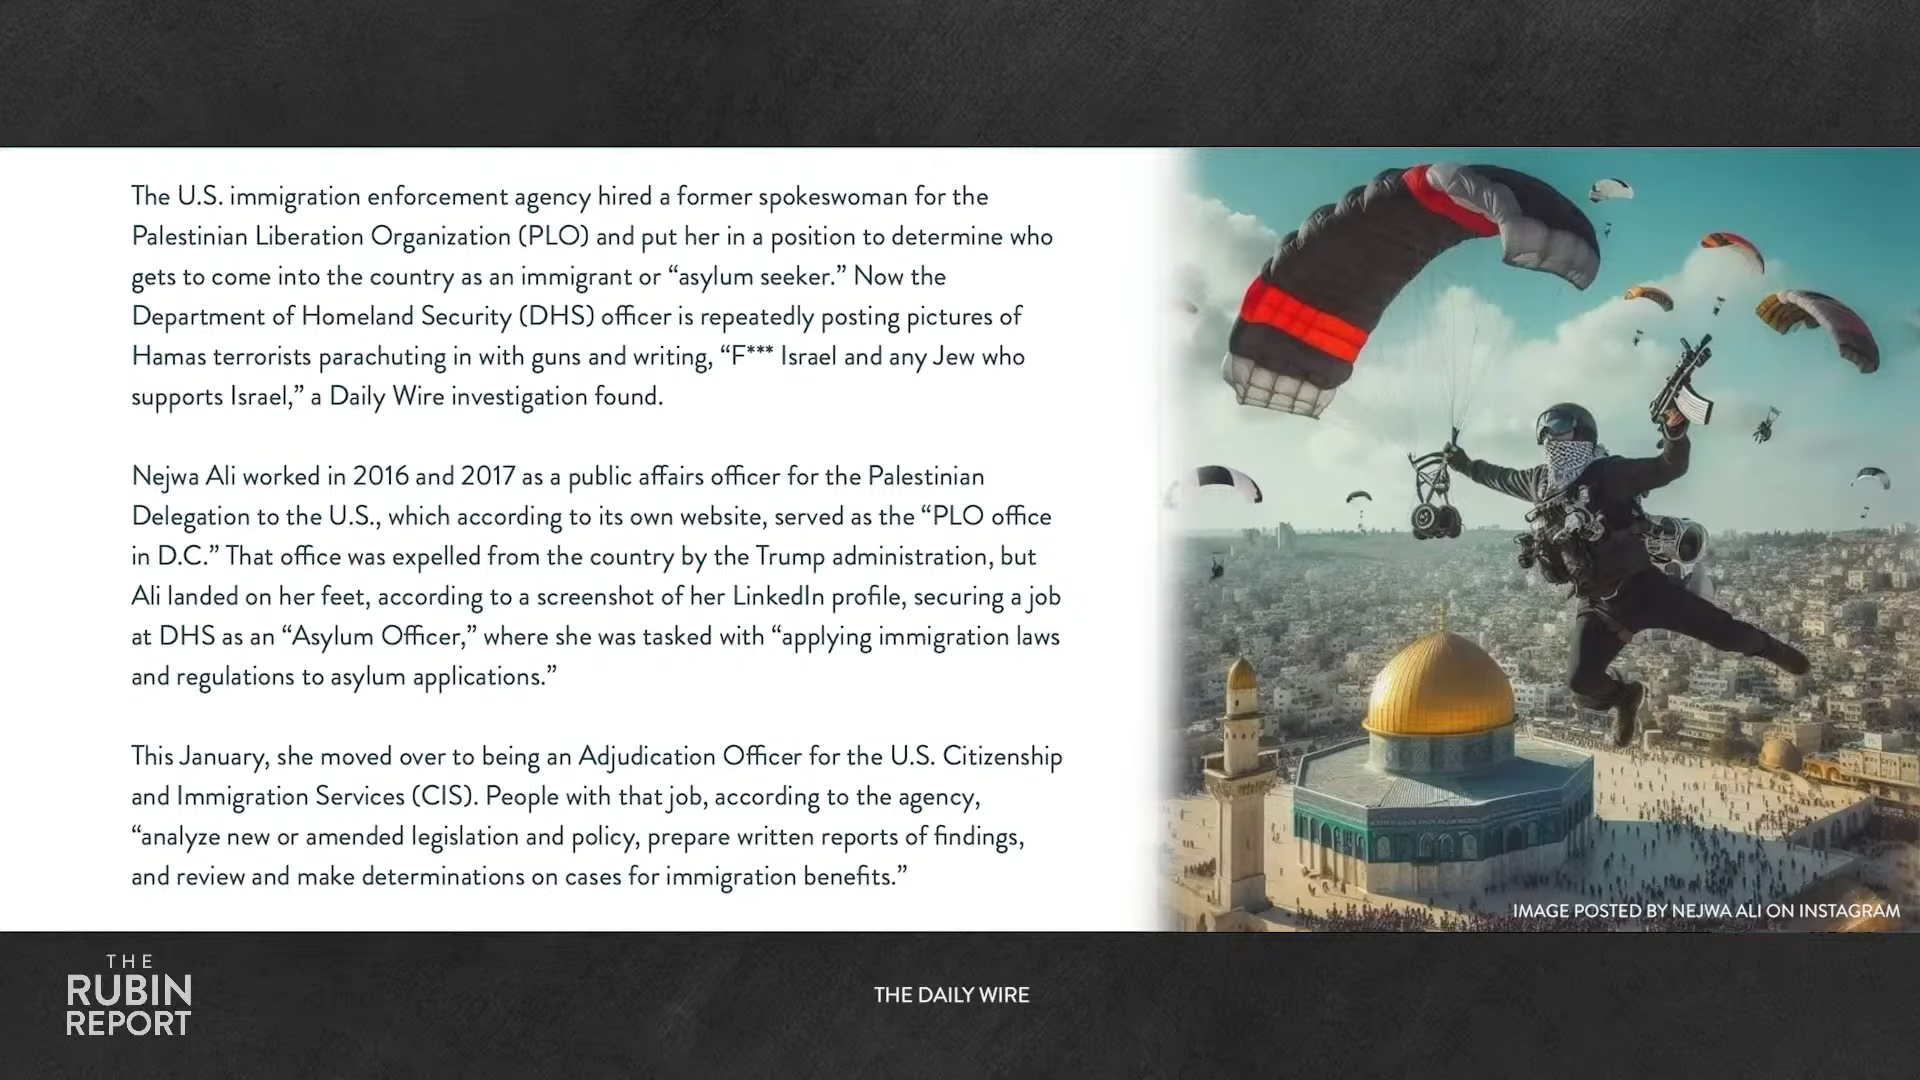 The U.S. immigration enforcement agency hired a former spokeswoman for the
Palestinian Liberation Organization (PLO) and put her in a position to determine who
gets to come into the country as an immigrant or “asylum seeker.” Now the
Department of Homeland Security (DHS) officer is repeatedly posting pictures of
Hamas terrorists parachuting in with guns and writing, “F*** Israel and any Jew who
supports Israel,” a Daily Wire investigation found.
Nejwa Ali worked in 2016 and 2017 as a public affairs officer for the Palestinian
Delegation to the U.S., which according to its own website, served as the “PLO office
in D.C.” That office was expelled from the country by the Trump administration, but
Ali landed on her feet, according to a screenshot of her LinkedIn profile, securing a job
at DHS as an “Asylum Officer,” where she was tasked with “applying immigration laws
and regulations to asylum applications.”
This January, she moved over to being an Adjudication Officer for the U.S. Citizenship
and Immigration Services (CIS). People with that job, according to the agency,
“analyze new or amended legislation and policy, prepare written reports of findings,
and review and make determinations on cases for immigration benefits.”
IMAGE POSTED BY NEJWA ALI ON INSTAGRAM
THE
RUBIN
REPORT
THE DAILY WIRE